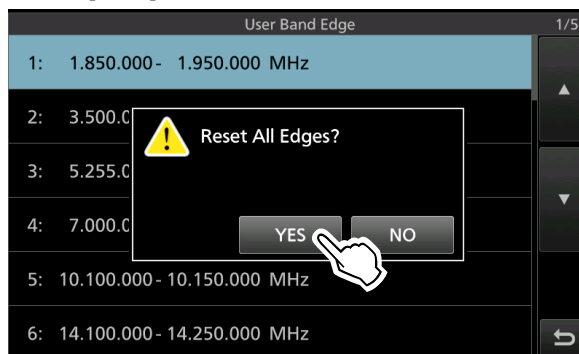 User Band Edge 1/5
1: 1.850.000 - 1.950.000 MHz
2: 3.500.0
Reset All Edges?
3: 5.255.0
4: 7.000.0
YES NO
5: 10.100.000 - 10.150.000 MHz
6: 14.100.000 - 14.250.000 MHz